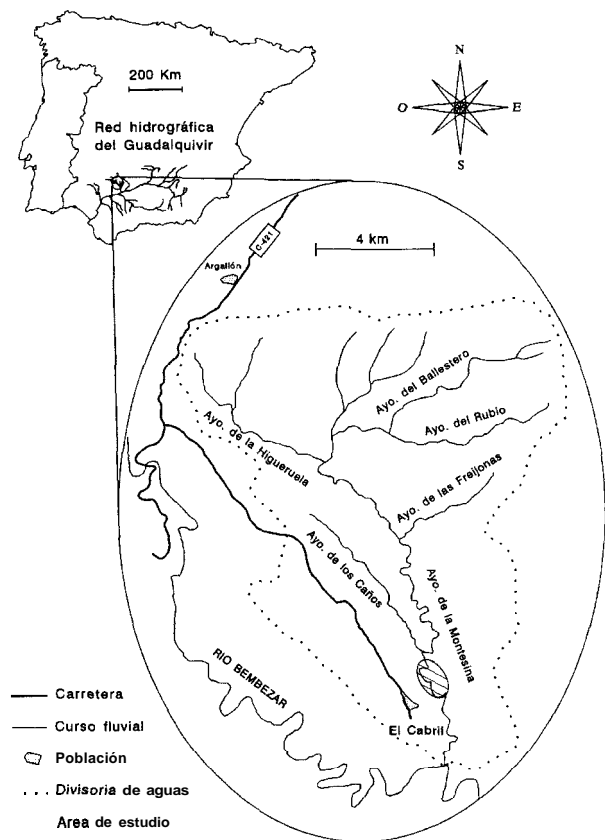 200 Km
Red hidrográfica
del Guadalquivir
N
O
E
S
4 km
C-421
Argallón
Ayo. del Ballestero
Ayo. del Rubio
Ayo. de la Higueruela
Ayo. de las Freijonas
Ayo. de los Caños
Ayo. de la Montesina
RIO BEMBEZAR
El Cabril
Carretera
Curso fluvial
Población
Divisoria de aguas
Area de estudio